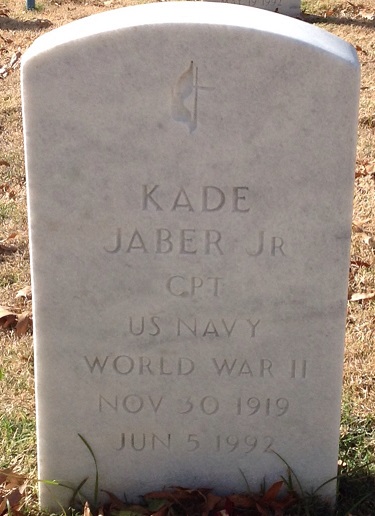 KADE
JABER JR
CPT
US NAVY
WORLD WAR II
NOV 30 1919
JUN 5 1992